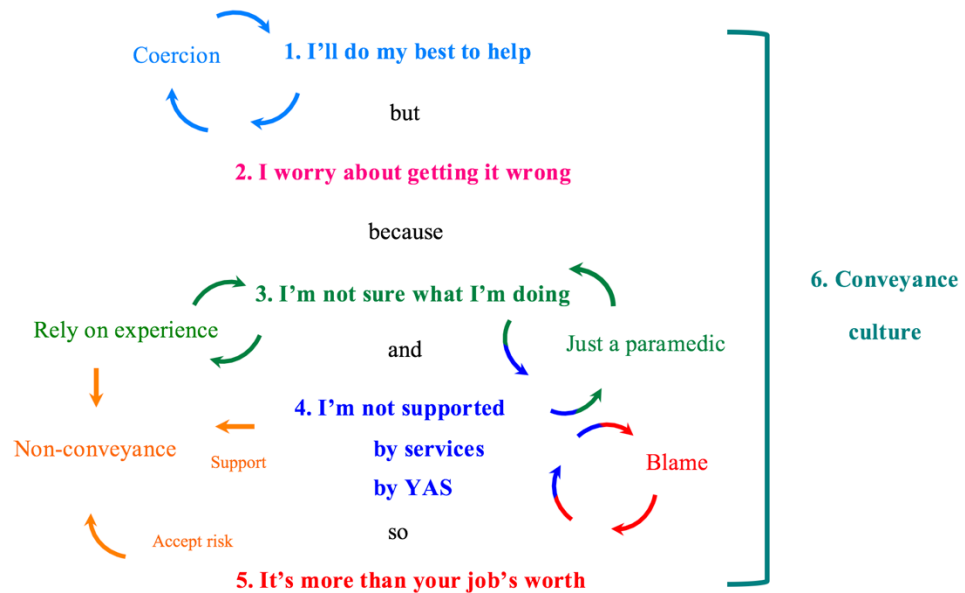 Coercion
1. I'll do my best to help
but
2. I worry about getting it wrong
because
3. I'm not sure what I'm doing
Rely on experience
and
Just a paramedic
4. I'm not supported
by services
by YAS
Non-conveyance
Support
Blame
so
Accept risk
5. It's more than your job's worth
6. Conveyance
culture